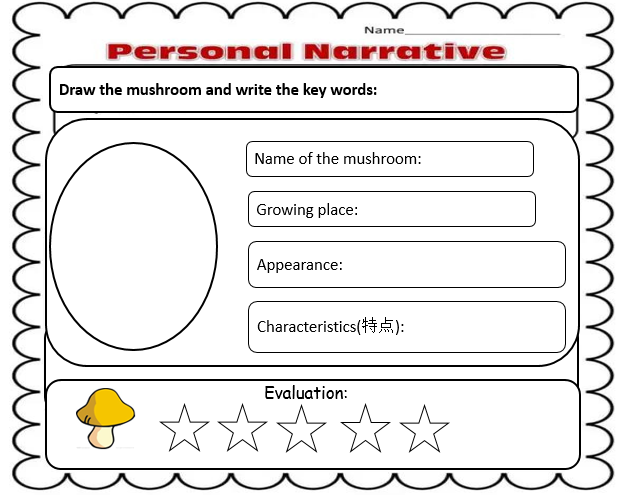 Name
Personal Narrative
Draw the mushroom and write the key words:
Name of the mushroom:
Growing place:
Appearance:
Characteristics(特点):
Evaluation: